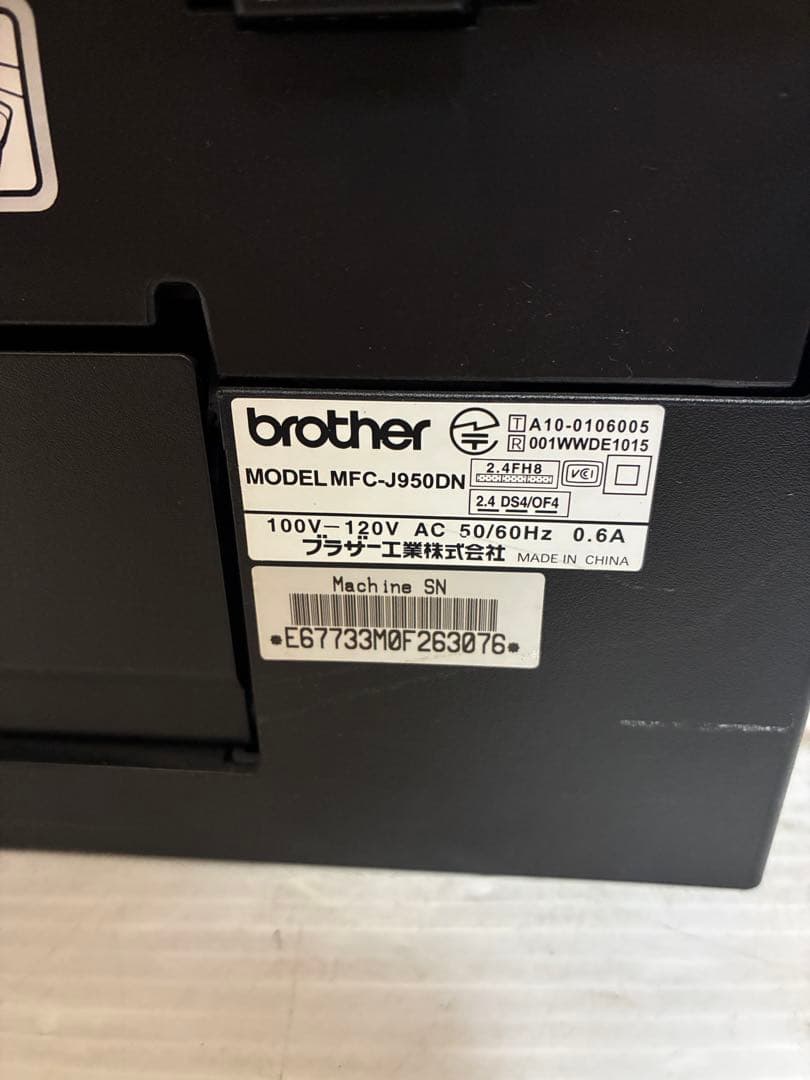 brother
T A10-0106005
R 001WWDE1015
MODEL MFC-J950DN
2.4FH8
VCI
2.4 DS4/OF4
100V-120V AC 50/60Hz 0.6A
ブラザー工業株式会社 MADE IN CHINA
Machine SN
*E67733M0F263076*